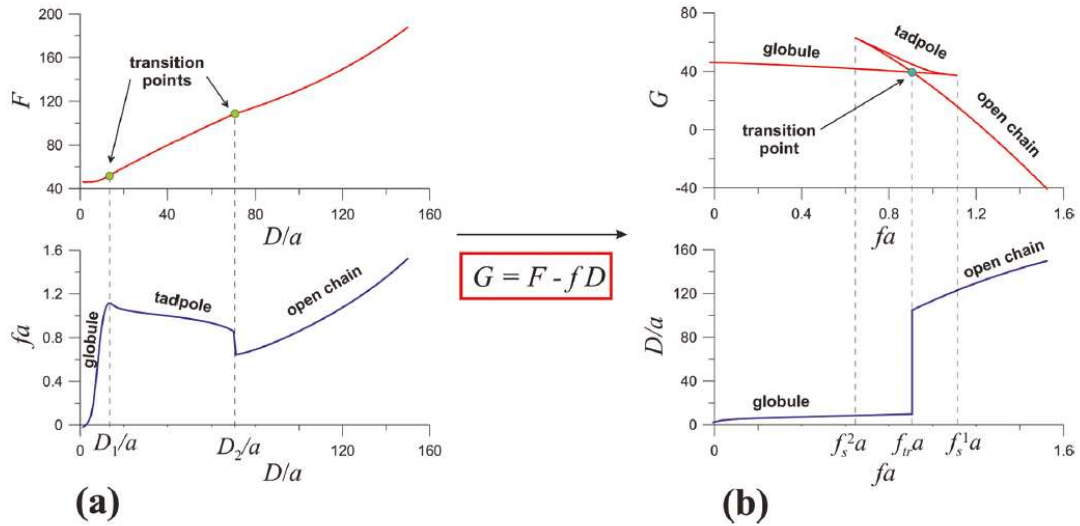 200
160
120
80
40
F
transition
points
0
40
80
120
160
D/a
1.6
1.2
0.8
0.4
0
fa
globule
tadpole
open chain
0
D₁/a
D₂/a
80
120
160
D/a
(a)
G = F - f D
80
40
0
-40
G
globule
tadpole
open chain
transition
point
0
0.4
0.8
1.2
1.6
fa
160
120
80
40
0
D/a
globule
open chain
0
fₛ²a
fₜᵣa
fₛ¹a
1.6
fa
(b)